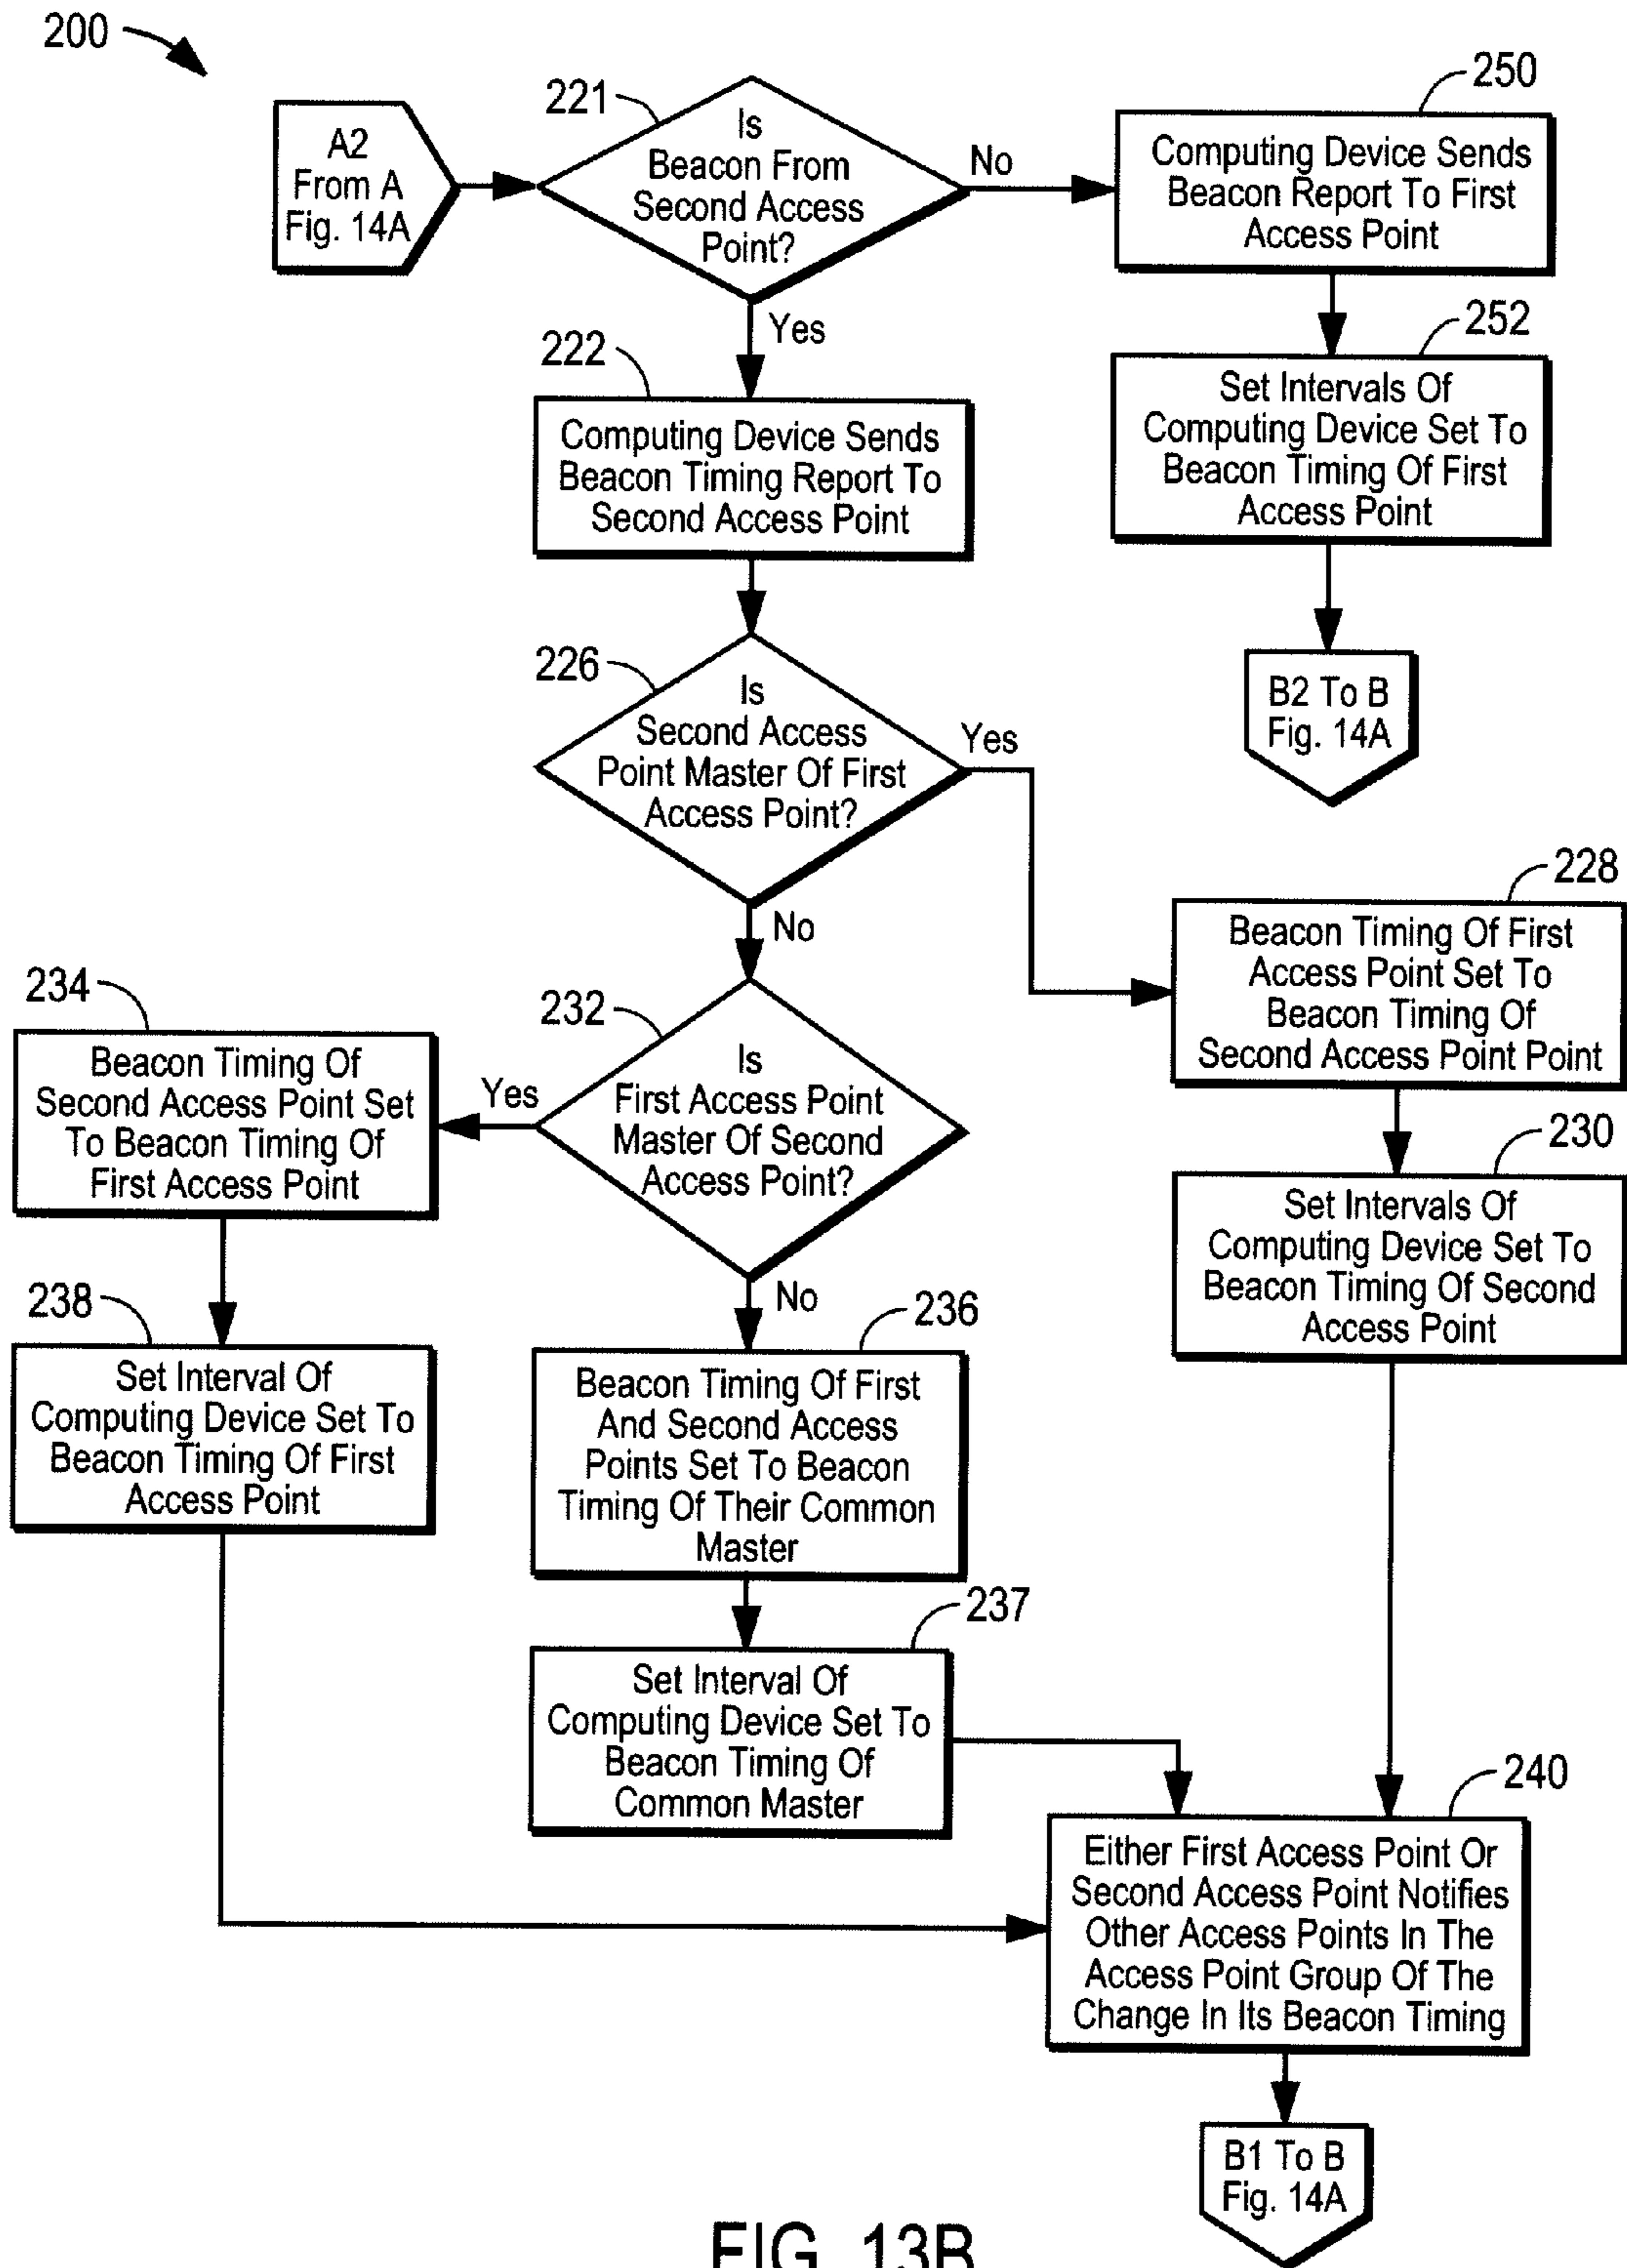 200
A2
From A
Fig. 14A
221
Is
Beacon From
Second Access
Point?
No
Yes
250
Computing Device Sends
Beacon Report To First
Access Point
252
Set Intervals Of
Computing Device Set To
Beacon Timing Of First
Access Point
B2 To B
Fig. 14A
222
Computing Device Sends
Beacon Timing Report To
Second Access Point
226
Is
Second Access
Point Master Of First
Access Point?
Yes
No
228
Beacon Timing Of First
Access Point Set To
Beacon Timing Of
Second Access Point Point
230
Set Intervals Of
Computing Device Set To
Beacon Timing Of Second
Access Point
232
Is
First Access Point
Master Of Second
Access Point?
Yes
No
234
Beacon Timing Of
Second Access Point Set
To Beacon Timing Of
First Access Point
238
Set Interval Of
Computing Device Set To
Beacon Timing Of First
Access Point
236
Beacon Timing Of First
And Second Access
Points Set To Beacon
Timing Of Their Common
Master
237
Set Interval Of
Computing Device Set To
Beacon Timing Of
Common Master
240
Either First Access Point Or
Second Access Point Notifies
Other Access Points In The
Access Point Group Of The
Change In Its Beacon Timing
B1 To B
Fig. 14A
FIG. 13B